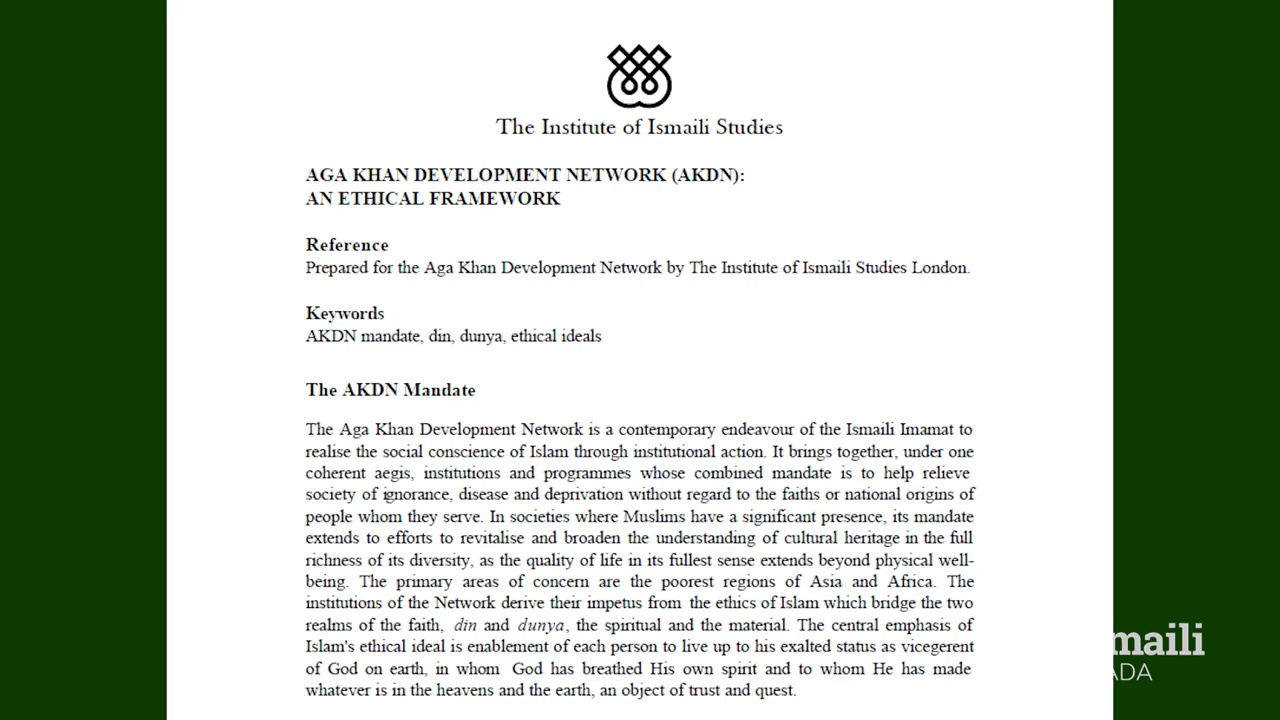 The Institute of Ismaili Studies
AGA KHAN DEVELOPMENT NETWORK (AKDN):
AN ETHICAL FRAMEWORK
Reference
Prepared for the Aga Khan Development Network by The Institute of Ismaili Studies London.
Keywords
AKDN mandate, din, dunya, ethical ideals
The AKDN Mandate
The Aga Khan Development Network is a contemporary endeavour of the Ismaili Imamat to
realise the social conscience of Islam through institutional action. It brings together, under one
coherent aegis, institutions and programmes whose combined mandate is to help relieve
society of ignorance, disease and deprivation without regard to the faiths or national origins of
people whom they serve. In societies where Muslims have a significant presence, its mandate
extends to efforts to revitalise and broaden the understanding of cultural heritage in the full
richness of its diversity, as the quality of life in its fullest sense extends beyond physical well-
being. The primary areas of concern are the poorest regions of Asia and Africa. The
institutions of the Network derive their impetus from the ethics of Islam which bridge the two
realms of the faith, din and dunya, the spiritual and the material. The central emphasis of
Islam's ethical ideal is enablement of each person to live up to his exalted status as vicegerent
of God on earth, in whom God has breathed His own spirit and to whom He has made
whatever is in the heavens and the earth, an object of trust and quest.
maili
ADA